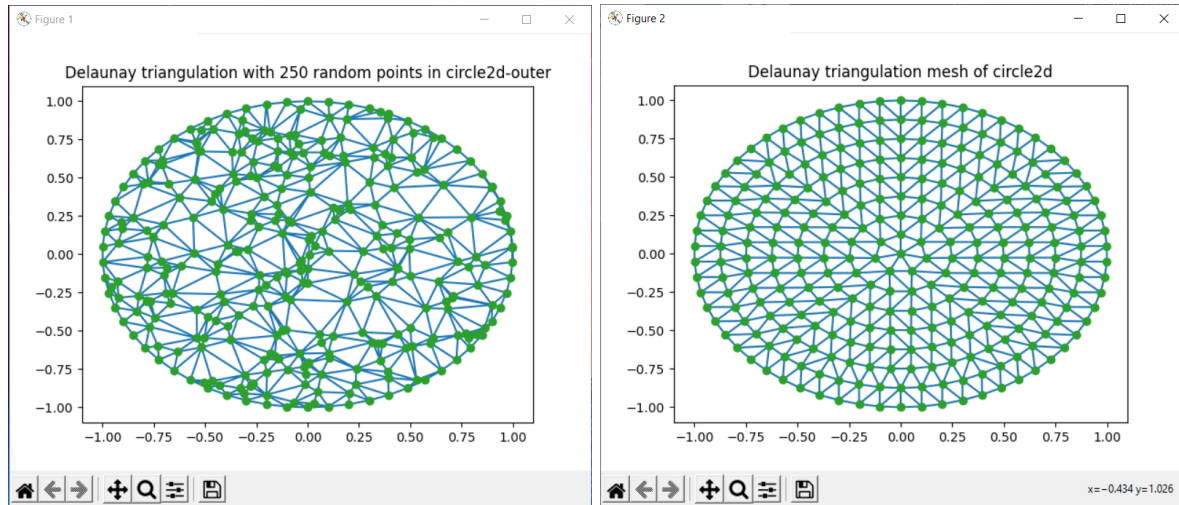 Figure 1
Delaunay triangulation with 250 random points in circle2d-outer
1.00
0.75
0.50
0.25
0.00
−0.25
−0.50
−0.75
−1.00
−1.00 −0.75 −0.50 −0.25 0.00 0.25 0.50 0.75 1.00
Figure 2
Delaunay triangulation mesh of circle2d
1.00
0.75
0.50
0.25
0.00
−0.25
−0.50
−0.75
−1.00
−1.00 −0.75 −0.50 −0.25 0.00 0.25 0.50 0.75 1.00
x=−0.434 y=1.026